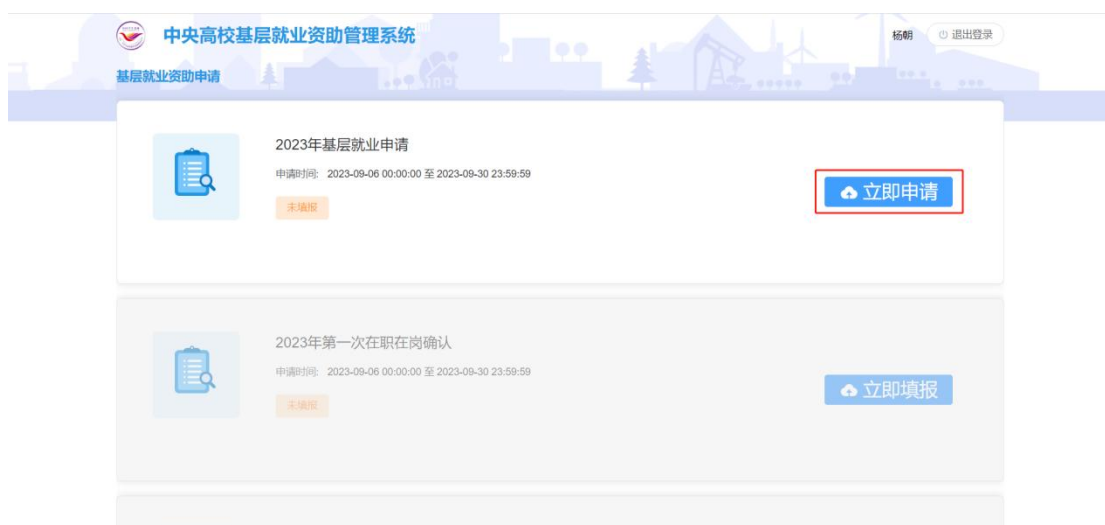 中央高校基层就业资助管理系统
杨朝 退出登录
基层就业资助申请
2023年基层就业申请
申请时间: 2023-09-06 00:00:00 至 2023-09-30 23:59:59
立即申请
未填报
2023年第一次在职在岗确认
申请时间: 2023-09-06 00:00:00 至 2023-09-30 23:59:59
立即填报
未填报